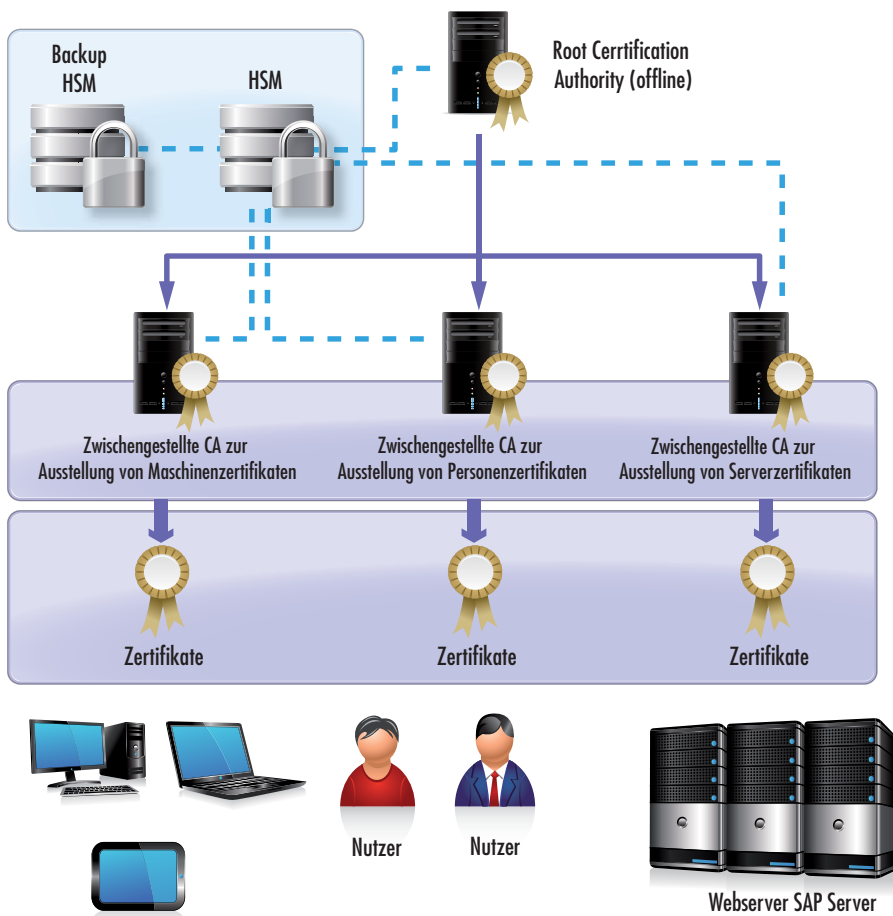 Backup
HSM
HSM
Root Cerrtification
Authority (offline)
Zwischengestellte CA zur
Ausstellung von Maschinenzertifikaten
Zwischengestellte CA zur
Ausstellung von Personenzertifikaten
Zwischengestellte CA zur
Ausstellung von Serverzertifikaten
Zertifikate
Zertifikate
Zertifikate
Nutzer
Nutzer
Webserver SAP Server